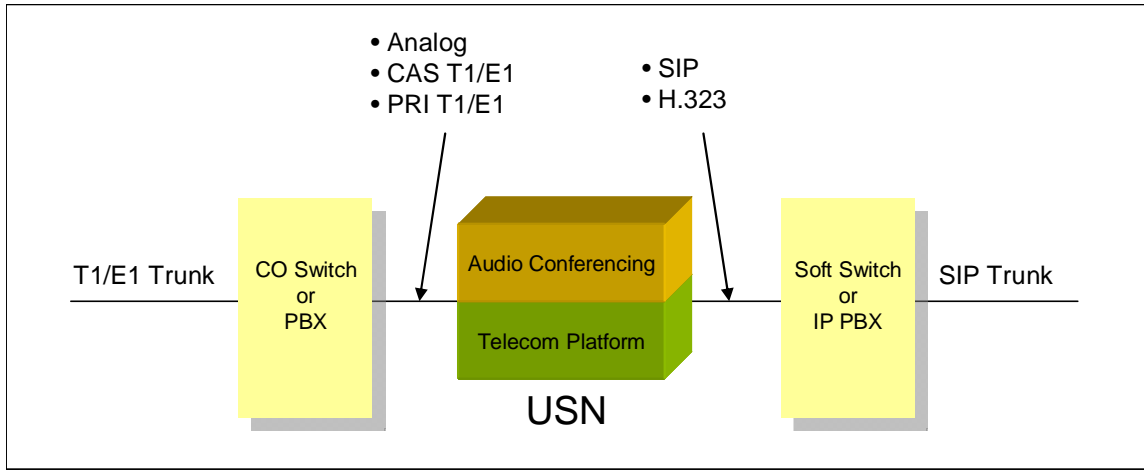 • Analog
• CAS T1/E1
• PRI T1/E1
• SIP
• H.323
T1/E1 Trunk
CO Switch
or
PBX
Audio Conferencing
Telecom Platform
USN
Soft Switch
or
IP PBX
SIP Trunk